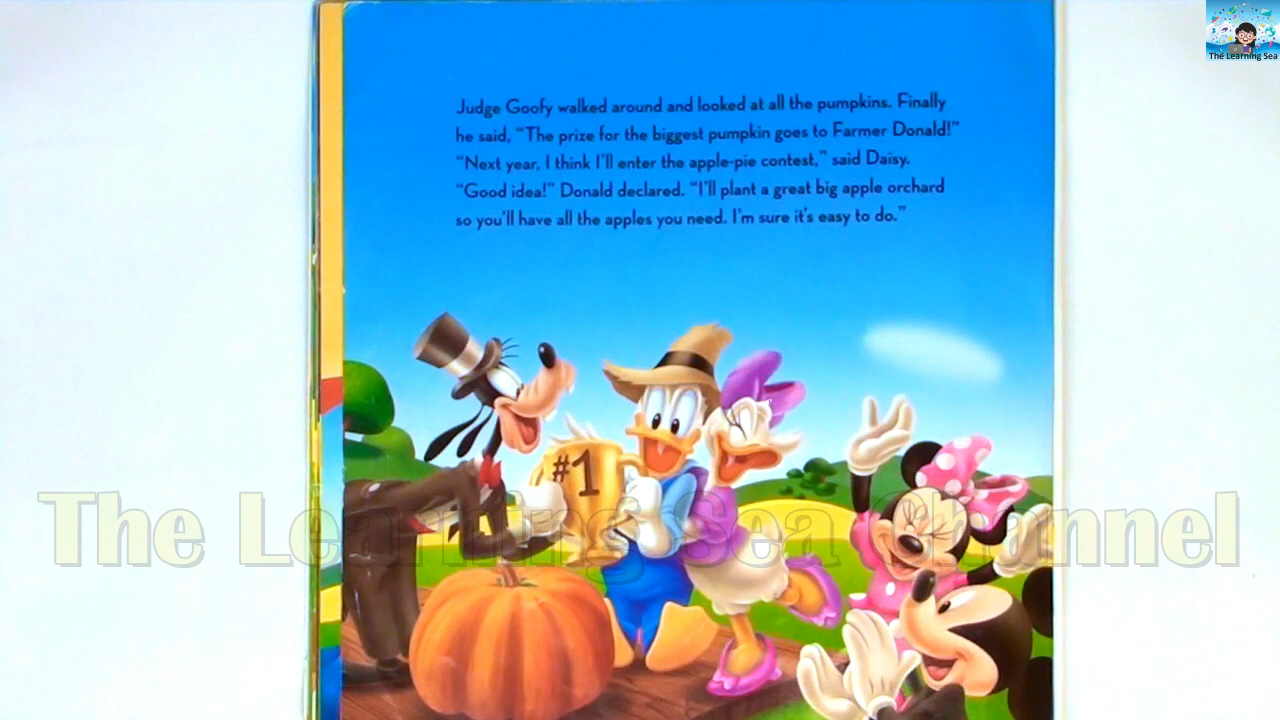 The Learning Sea
Judge Goofy walked around and looked at all the pumpkins. Finally
he said, “The prize for the biggest pumpkin goes to Farmer Donald!”
“Next year, I think I’ll enter the apple-pie contest,” said Daisy.
“Good idea!” Donald declared. “I’ll plant a great big apple orchard
so you’ll have all the apples you need. I’m sure it’s easy to do.”
#1
The Learning Sea Channel